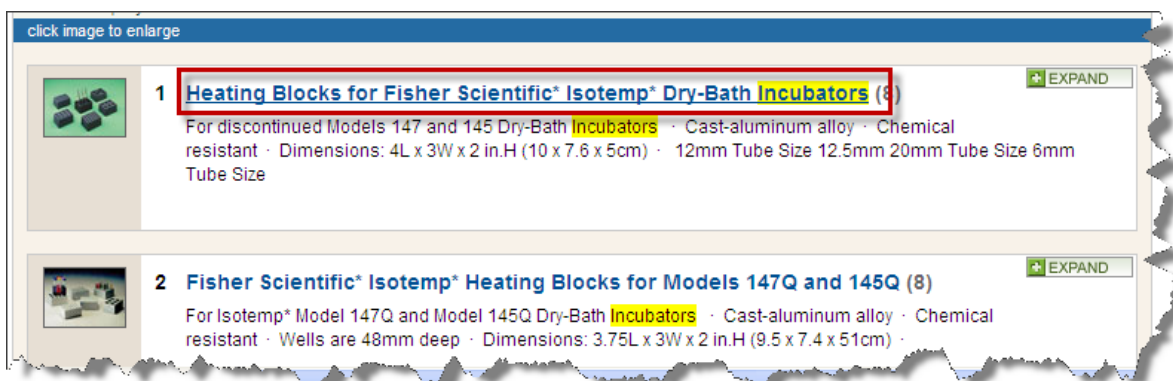 click image to enlarge
EXPAND
1 Heating Blocks for Fisher Scientific* Isotemp* Dry-Bath Incubators (8)
For discontinued Models 147 and 145 Dry-Bath Incubators · Cast-aluminum alloy · Chemical
resistant · Dimensions: 4L x 3W x 2 in.H (10 x 7.6 x 5cm) · 12mm Tube Size 12.5mm 20mm Tube Size 6mm
Tube Size
EXPAND
2 Fisher Scientific* Isotemp* Heating Blocks for Models 147Q and 145Q (8)
For Isotemp* Model 147Q and Model 145Q Dry-Bath Incubators · Cast-aluminum alloy · Chemical
resistant · Wells are 48mm deep · Dimensions: 3.75L x 3W x 2 in.H (9.5 x 7.4 x 51cm) ·